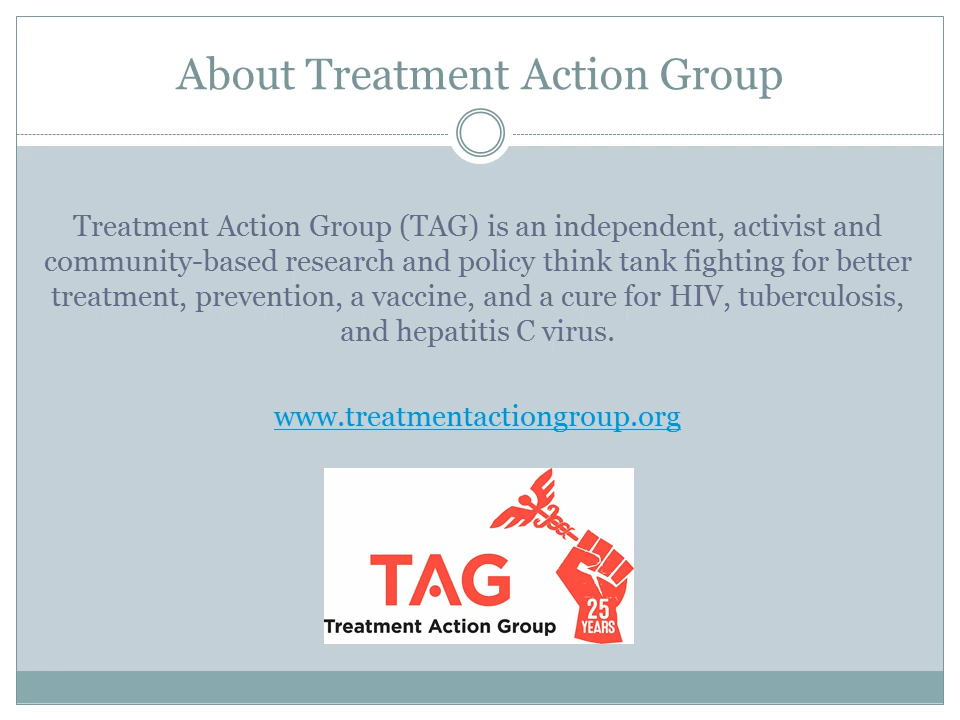 About Treatment Action Group
Treatment Action Group (TAG) is an independent, activist and
community-based research and policy think tank fighting for better
treatment, prevention, a vaccine, and a cure for HIV, tuberculosis,
and hepatitis C virus.
www.treatmentactiongroup.org
TAG
Treatment Action Group
25
YEARS